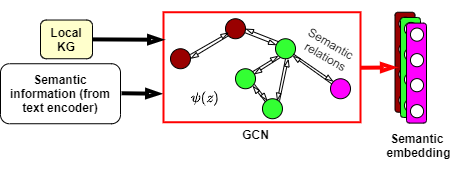 Local
KG
Semantic
information (from
text encoder)
Semantic
relations
ψ(z)
GCN
Semantic
embedding